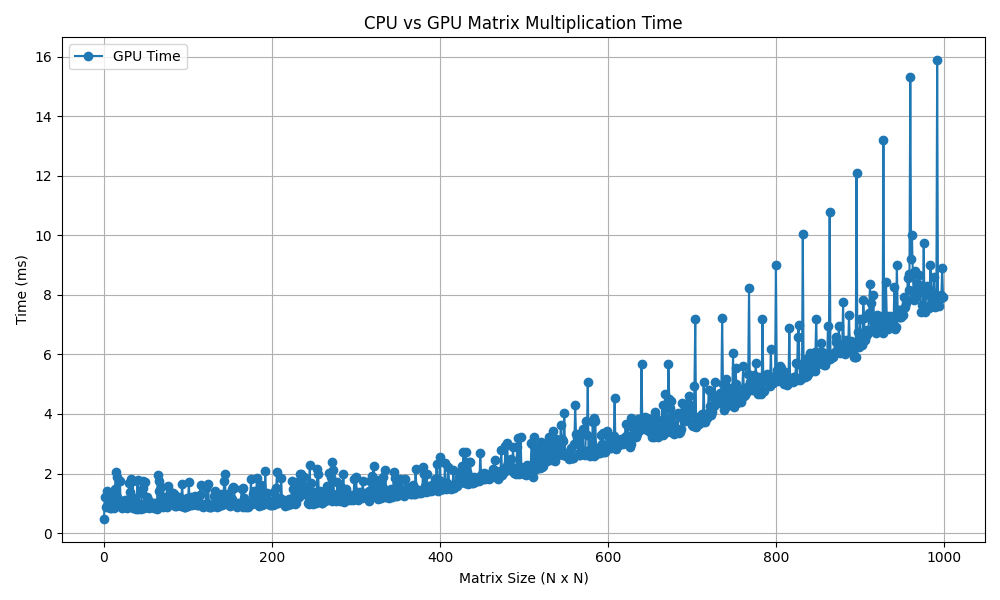 CPU vs GPU Matrix Multiplication Time
GPU Time
16
14
12
10
8
6
4
2
0
Time (ms)
0 200 400 600 800 1000
Matrix Size (N x N)